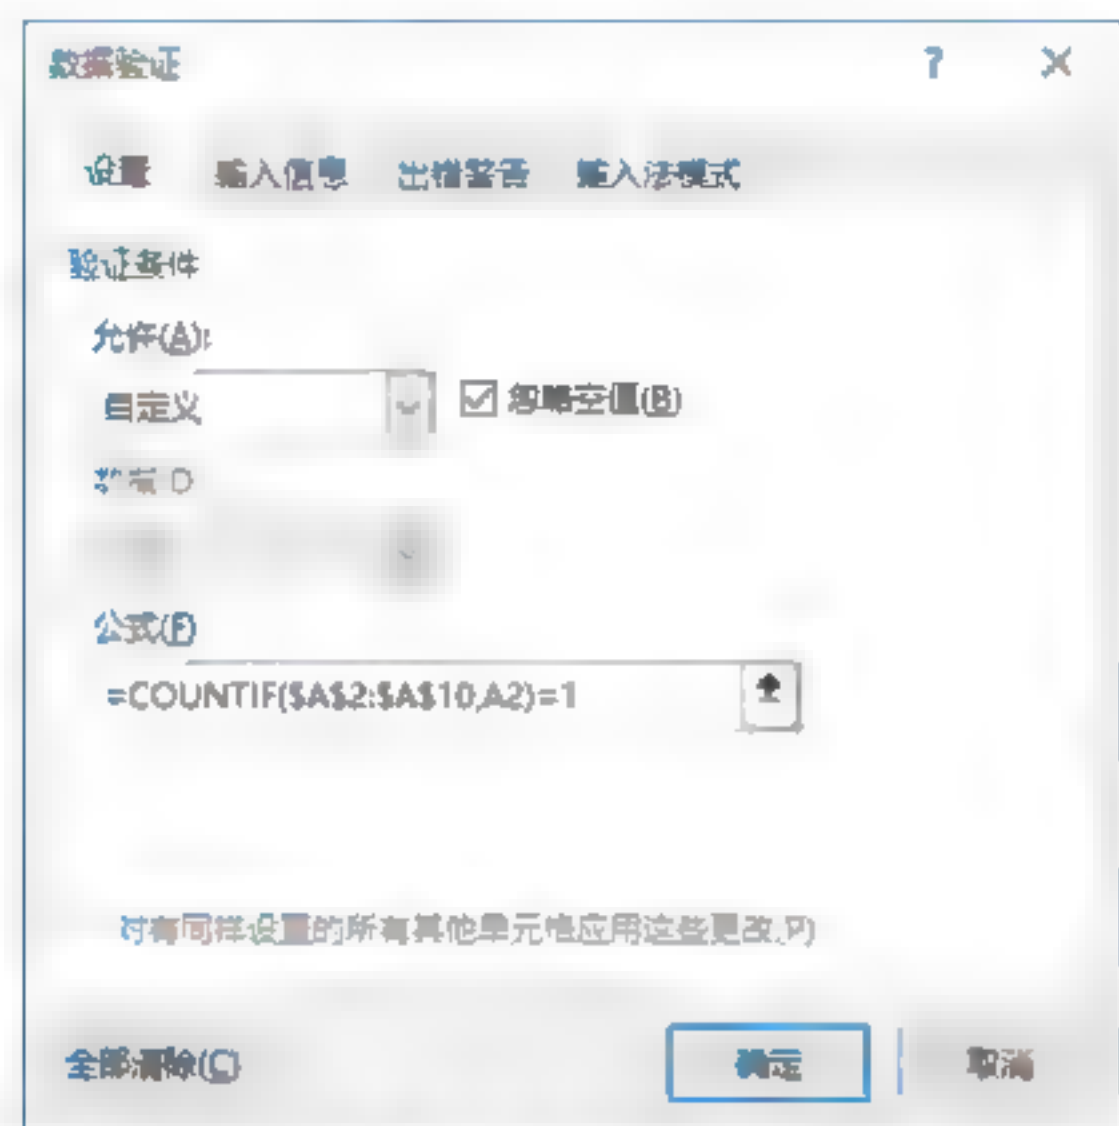 数据验证 ? ×
设置 输入信息 出错警告 输入法模式
验证条件
允许(A):
自定义 忽略空值(B)
公式(F)
=COUNTIF($A$2:$A$10,A2)=1
对有同样设置的所有其他单元格应用这些更改(P)
全部清除(C) 确定 取消